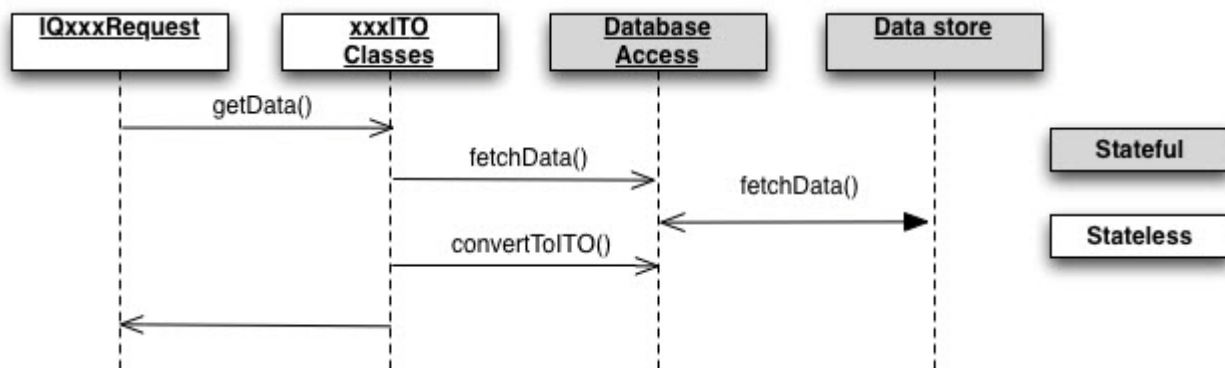 IQxxxRequest
xxxITO
Classes
Database
Access
Data store
getData()
fetchData()
fetchData()
convertToITO()
Stateful
Stateless